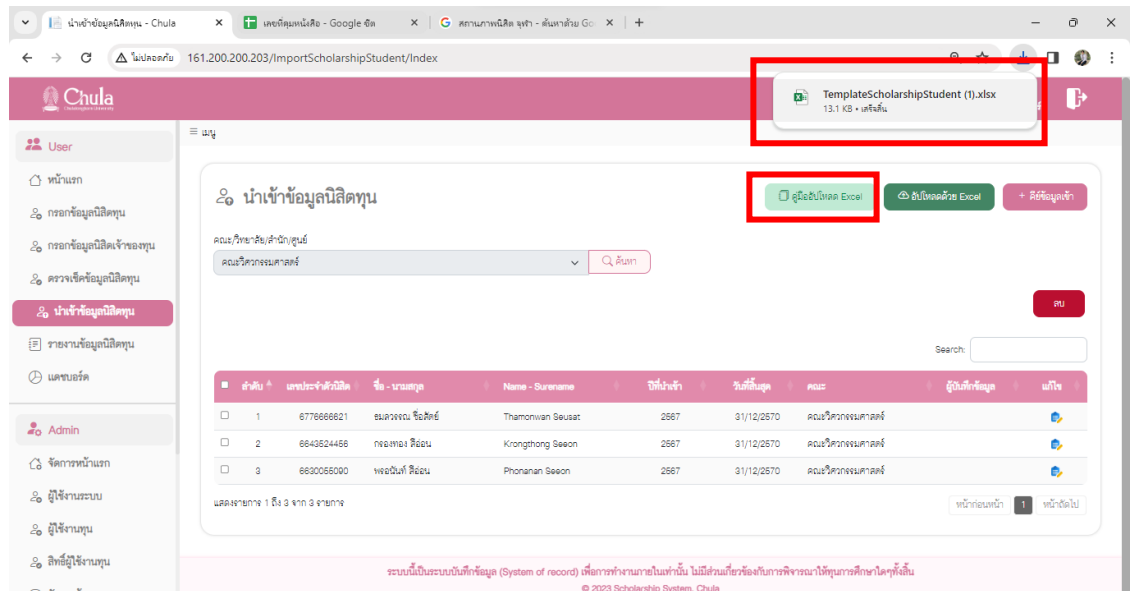 นำเข้าข้อมูลนิสิตทุน - Chula
เลขที่คุมหนังสือ - Google ชีต
สถานภาพนิสิต จุฬา - ค้นหาด้วย Go
ไม่ปลอดภัย 161.200.200.203/ImportScholarshipStudent/Index
Chula
TemplateScholarshipStudent (1).xlsx
13.1 KB • เสร็จสิ้น
เมนู
User
หน้าแรก
กรอกข้อมูลนิสิตทุน
กรอกข้อมูลนิสิตเจ้าของทุน
ตรวจเช็คข้อมูลนิสิตทุน
นำเข้าข้อมูลนิสิตทุน
รายงานข้อมูลนิสิตทุน
แดชบอร์ด
Admin
จัดการหน้าแรก
ผู้ใช้งานระบบ
ผู้ใช้งานทุน
สิทธิ์ผู้ใช้งานทุน
นำเข้าข้อมูลนิสิตทุน
คู่มืออัปโหลด Excel
อัปโหลดด้วย Excel
+ คีย์ข้อมูลเข้า
คณะ/วิทยาลัย/สำนัก/ศูนย์
คณะวิศวกรรมศาสตร์
ค้นหา
ลบ
Search:
ลำดับ เลขประจำตัวนิสิต ชื่อ - นามสกุล Name - Surename ปีที่นำเข้า วันที่สิ้นสุด คณะ ผู้บันทึกข้อมูล แก้ไข
1 6776666621 ธมลวรรณ ซื่อสัตย์ Thamonwan Seusat 2567 31/12/2570 คณะวิศวกรรมศาสตร์
2 6643524456 กรองทอง สีอ่อน Krongthong Seeon 2567 31/12/2570 คณะวิศวกรรมศาสตร์
3 6630055090 พรอนันท์ สีอ่อน Phonanan Seeon 2567 31/12/2570 คณะวิศวกรรมศาสตร์
แสดงรายการ 1 ถึง 3 จาก 3 รายการ
หน้าก่อนหน้า 1 หน้าถัดไป
ระบบนี้เป็นระบบบันทึกข้อมูล (System of record) เพื่อการทำงานภายในเท่านั้น ไม่มีส่วนเกี่ยวข้องกับการพิจารณาให้ทุนการศึกษาใดๆทั้งสิ้น
© 2023 Scholarship System, Chula